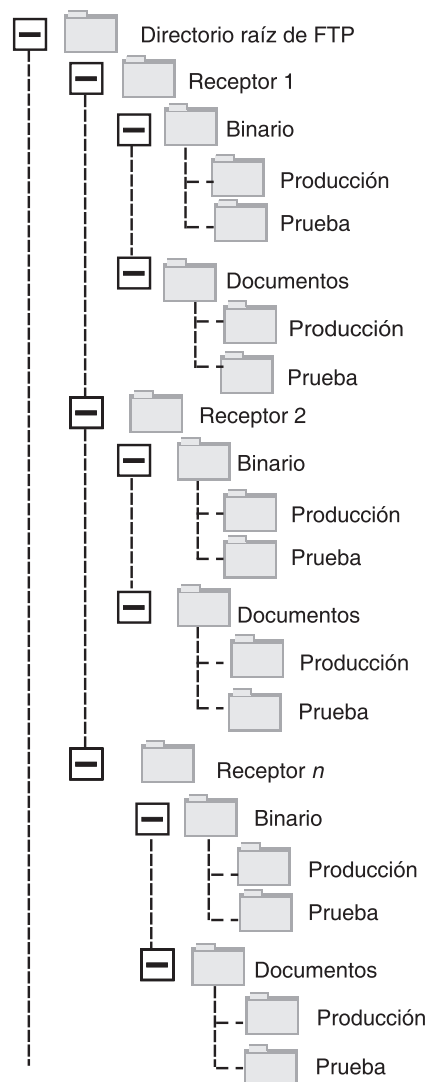 Directorio raíz de FTP
Receptor 1
Binario
Producción
Prueba
Documentos
Producción
Prueba
Receptor 2
Binario
Producción
Prueba
Documentos
Producción
Prueba
Receptor n
Binario
Producción
Prueba
Documentos
Producción
Prueba